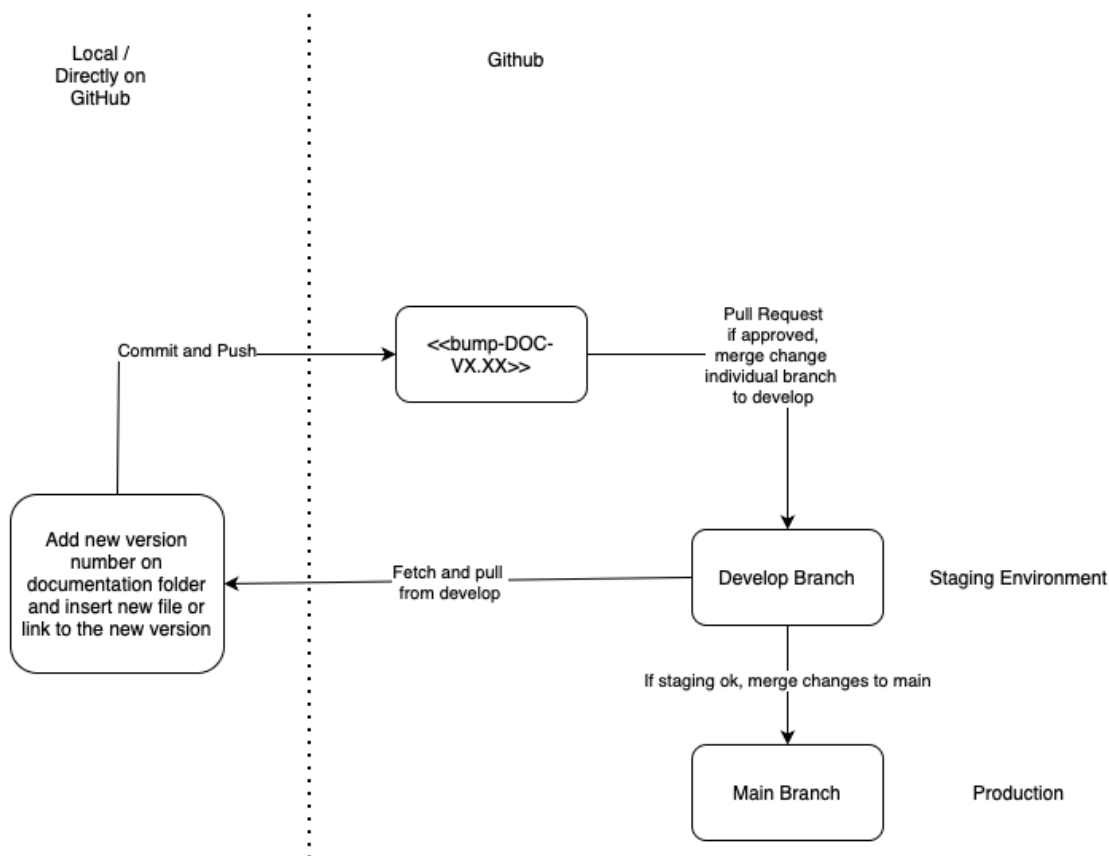 Local /
Directly on
GitHub
Github
Commit and Push
<<bump-DOC-
VX.XX>>
Pull Request
if approved,
merge change
individual branch
to develop
Add new version
number on
documentation folder
and insert new file or
link to the new version
Fetch and pull
from develop
Develop Branch
Staging Environment
If staging ok, merge changes to main
Main Branch
Production